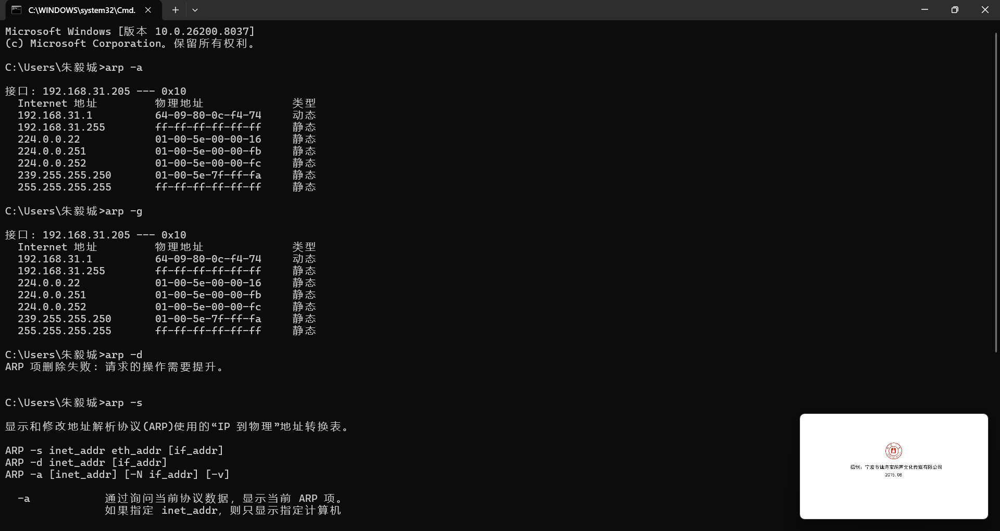 C:\WINDOWS\system32\Cmd.
Microsoft Windows [版本 10.0.26200.8037]
(c) Microsoft Corporation。保留所有权利。
C:\Users\朱毅城>arp -a
接口: 192.168.31.205 --- 0x10
Internet 地址 物理地址 类型
192.168.31.1 64-09-80-0c-f4-74 动态
192.168.31.255 ff-ff-ff-ff-ff-ff 静态
224.0.0.22 01-00-5e-00-00-16 静态
224.0.0.251 01-00-5e-00-00-fb 静态
224.0.0.252 01-00-5e-00-00-fc 静态
239.255.255.250 01-00-5e-7f-ff-fa 静态
255.255.255.255 ff-ff-ff-ff-ff-ff 静态
C:\Users\朱毅城>arp -g
接口: 192.168.31.205 --- 0x10
Internet 地址 物理地址 类型
192.168.31.1 64-09-80-0c-f4-74 动态
192.168.31.255 ff-ff-ff-ff-ff-ff 静态
224.0.0.22 01-00-5e-00-00-16 静态
224.0.0.251 01-00-5e-00-00-fb 静态
224.0.0.252 01-00-5e-00-00-fc 静态
239.255.255.250 01-00-5e-7f-ff-fa 静态
255.255.255.255 ff-ff-ff-ff-ff-ff 静态
C:\Users\朱毅城>arp -d
ARP 项删除失败: 请求的操作需要提升。
C:\Users\朱毅城>arp -s
显示和修改地址解析协议(ARP)使用的“IP 到物理”地址转换表。
ARP -s inet_addr eth_addr [if_addr]
ARP -d inet_addr [if_addr]
ARP -a [inet_addr] [-N if_addr] [-v]
-a 通过询问当前协议数据, 显示当前 ARP 项。
如果指定 inet_addr, 则只显示指定计算机
制: 宁波市镇海宝葫芦文化传媒有限公司
2015.08